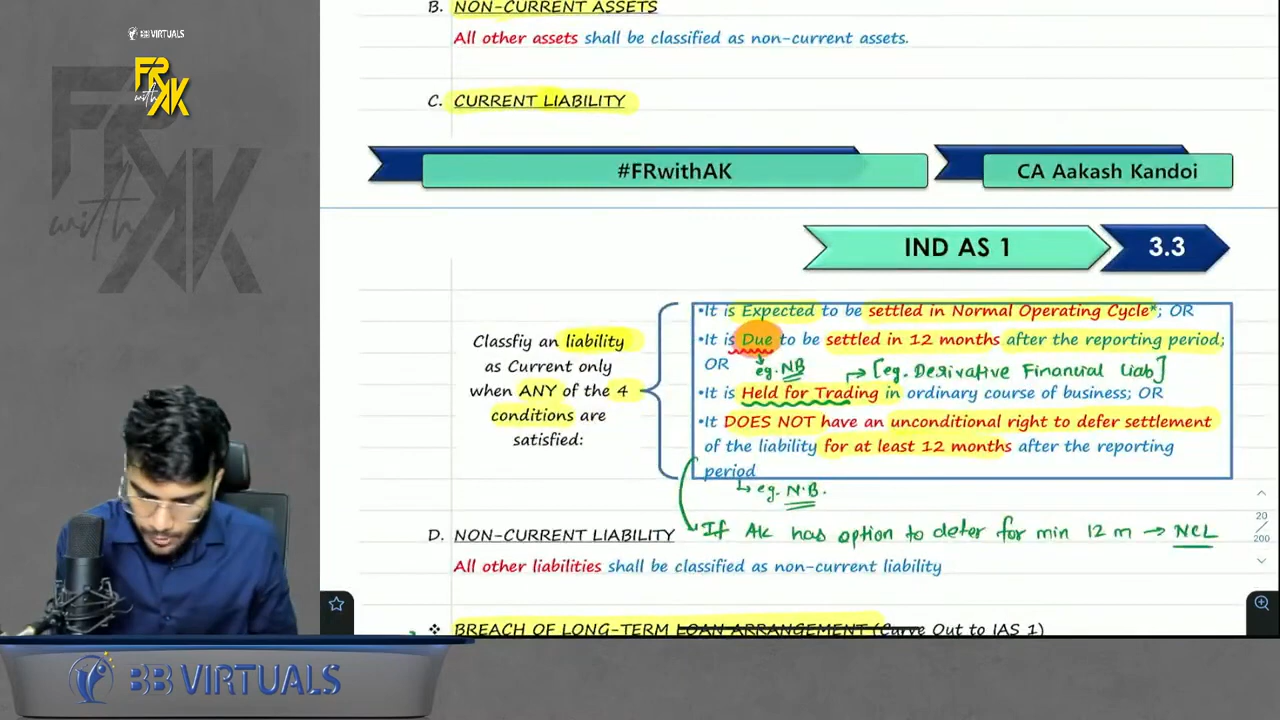 B. NON-CURRENT ASSETS
All other assets shall be classified as non-current assets.
C. CURRENT LIABILITY
BB VIRTUALS
FR
with
AK
FR
with
AK
#FRwithAK
CA Aakash Kandoi
IND AS 1
3.3
Classfiy an liability
as Current only
when ANY of the 4
conditions are
satisfied:
•It is Expected to be settled in Normal Operating Cycle*; OR
•It is Due to be settled in 12 months after the reporting period;
OR
eg. NB
[eg. Derivative Financial Liab]
•It is Held for Trading in ordinary course of business; OR
•It DOES NOT have an unconditional right to defer settlement
of the liability for at least 12 months after the reporting
period
eg. N.B.
If Ak has option to defer for min 12 m → NCL
D. NON-CURRENT LIABILITY
All other liabilities shall be classified as non-current liability
❖ BREACH OF LONG-TERM LOAN ARRANGEMENT (Carve Out to IAS 1)
20
/
200
BB VIRTUALS